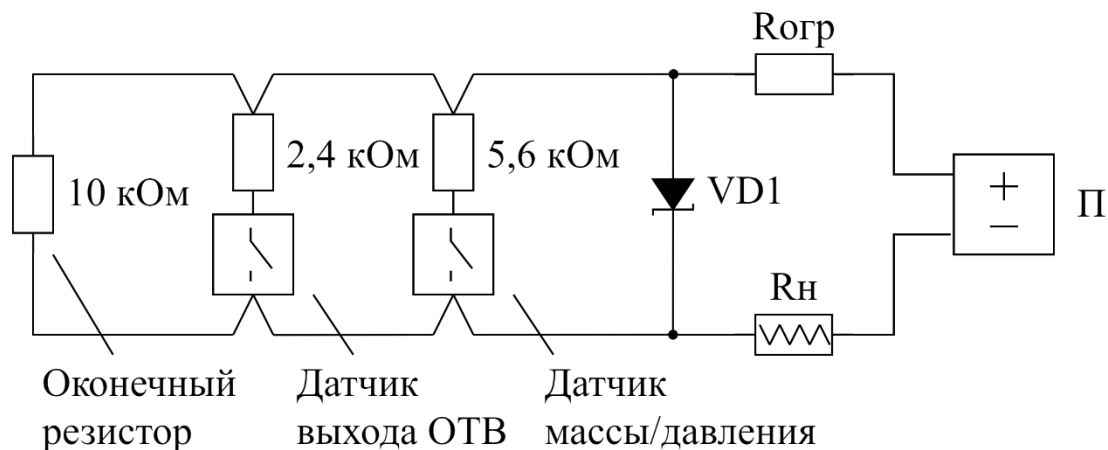 Rогр
2,4 кОм
5,6 кОм
10 кОм
VD1
+
−
П
Rн
Оконечный
резистор
Датчик
выхода ОТВ
Датчик
массы/давления